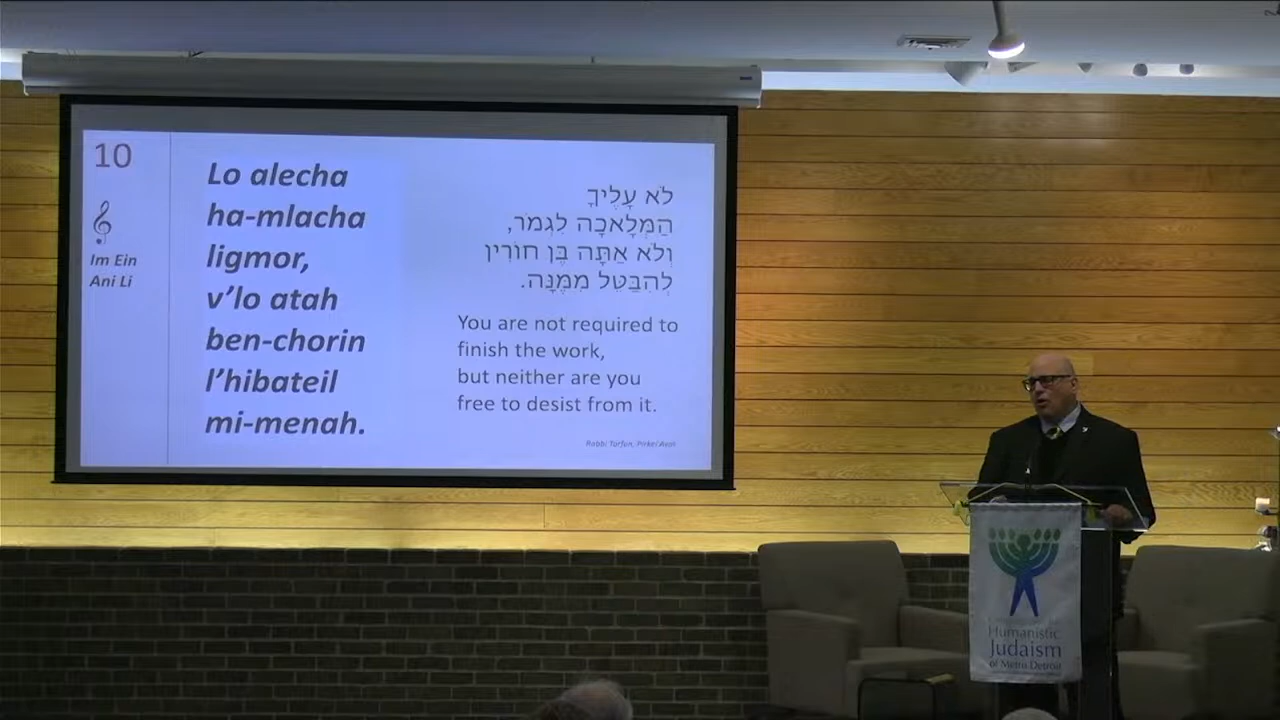 10
Im Ein
Ani Li
Lo alecha
ha-mlacha
ligmor,
v'lo atah
ben-chorin
l'hibateil
mi-menah.
לֹא עָלֶיךָ
הַמְּלָאכָה לִגְמֹר,
וְלֹא אַתָּה בֶּן חוֹרִין
לְהִבָּטֵל מִמֶּנָּה.
You are not required to
finish the work,
but neither are you
free to desist from it.
Rabbi Tarfon, Pirkei Avot
Humanistic
Judaism
of Metro Detroit